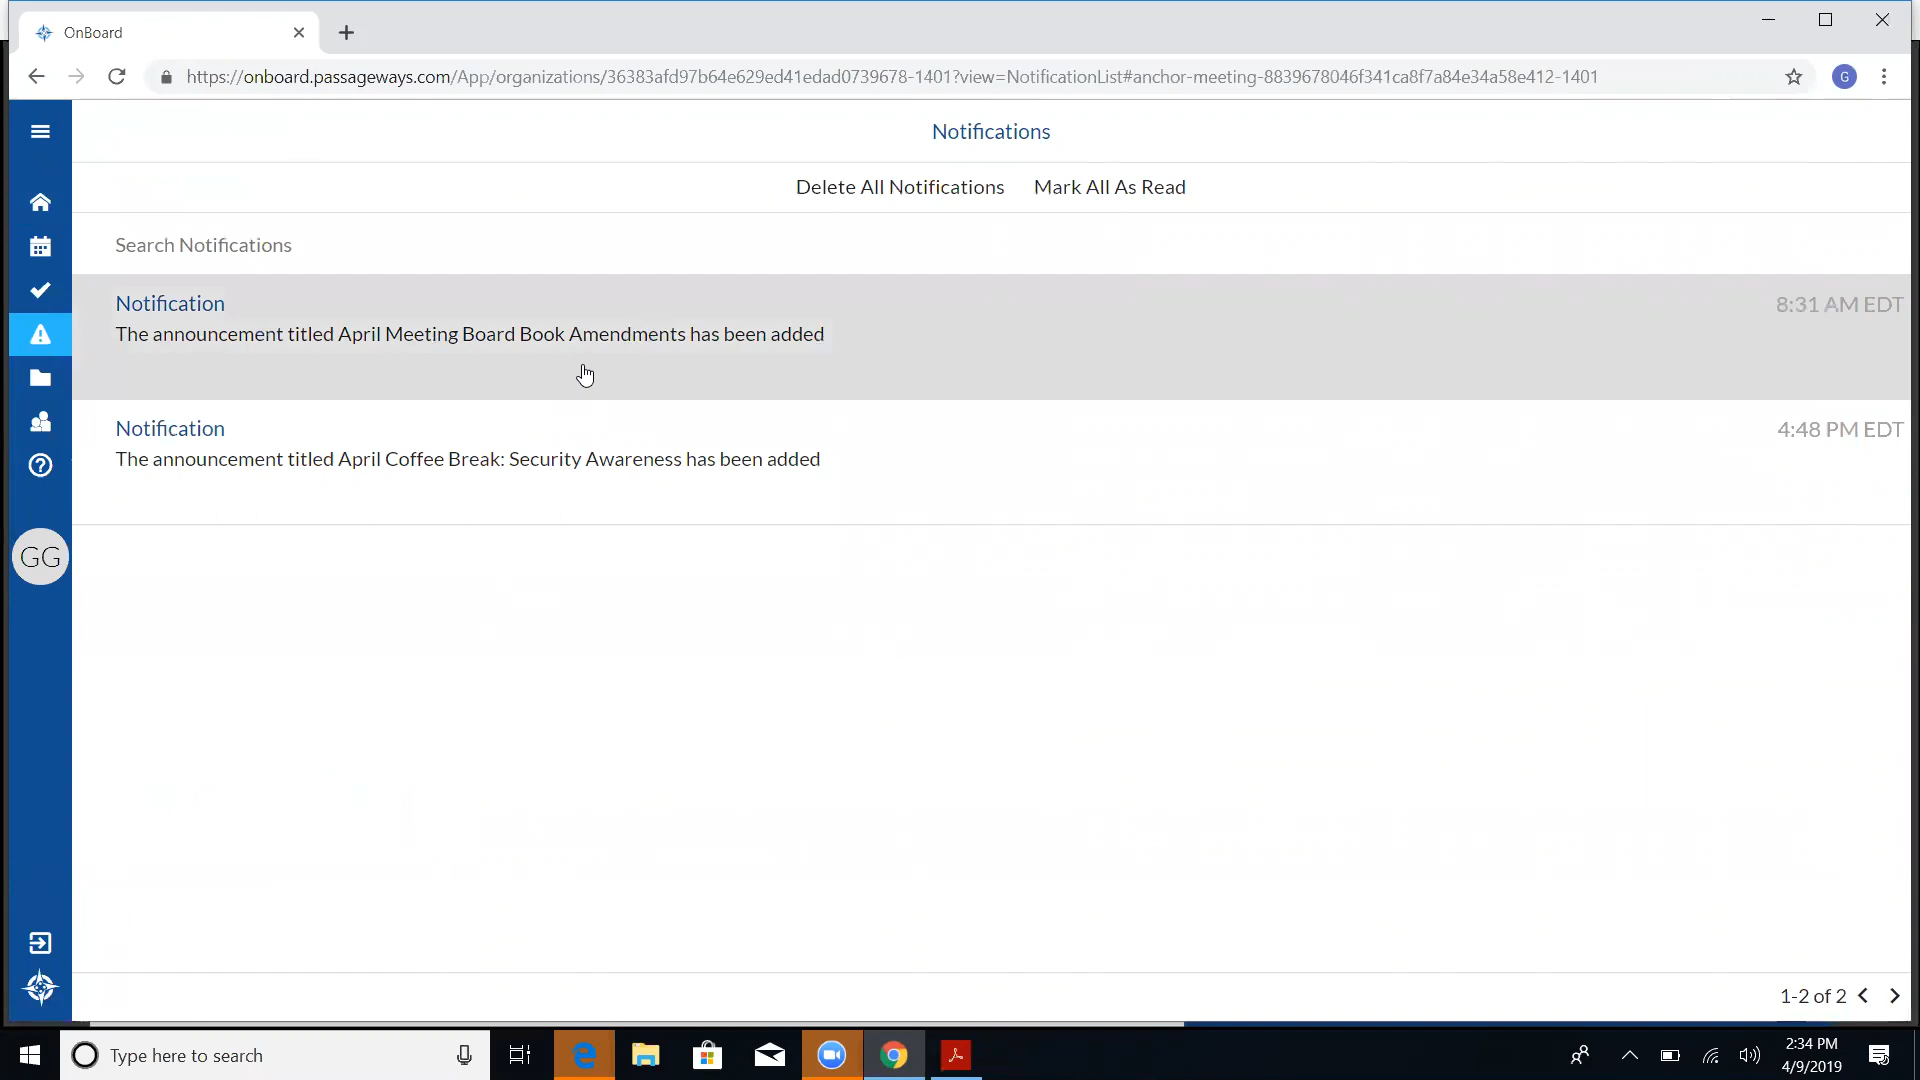 OnBoard
https://onboard.passageways.com/App/organizations/36383afd97b64e629ed41edad0739678-1401?view=NotificationList#anchor-meeting-8839678046f341ca8f7a84e34a58e412-1401
G
Notifications
Delete All Notifications Mark All As Read
Search Notifications
Notification 8:31 AM EDT
The announcement titled April Meeting Board Book Amendments has been added
Notification 4:48 PM EDT
The announcement titled April Coffee Break: Security Awareness has been added
GG
1-2 of 2
Type here to search
2:34 PM
4/9/2019